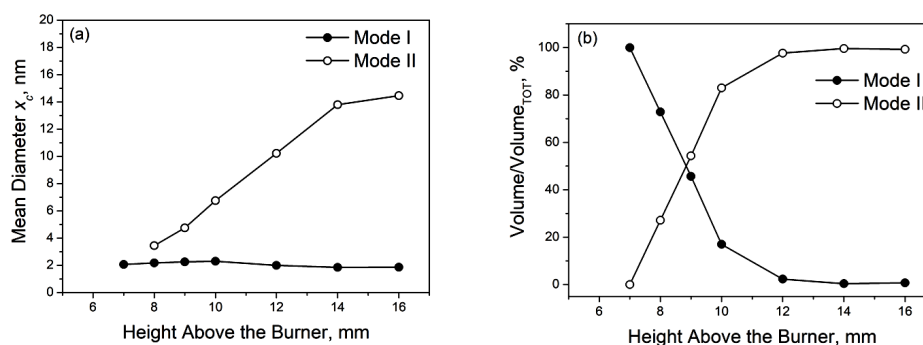 (a)
Mode I
Mode II
Mean Diameter x_c, nm
20
18
16
14
12
10
8
6
4
2
0
6 8 10 12 14 16
Height Above the Burner, mm
(b)
Mode I
Mode II
Volume/Volume_TOT, %
100
80
60
40
20
0
6 8 10 12 14 16
Height Above the Burner, mm